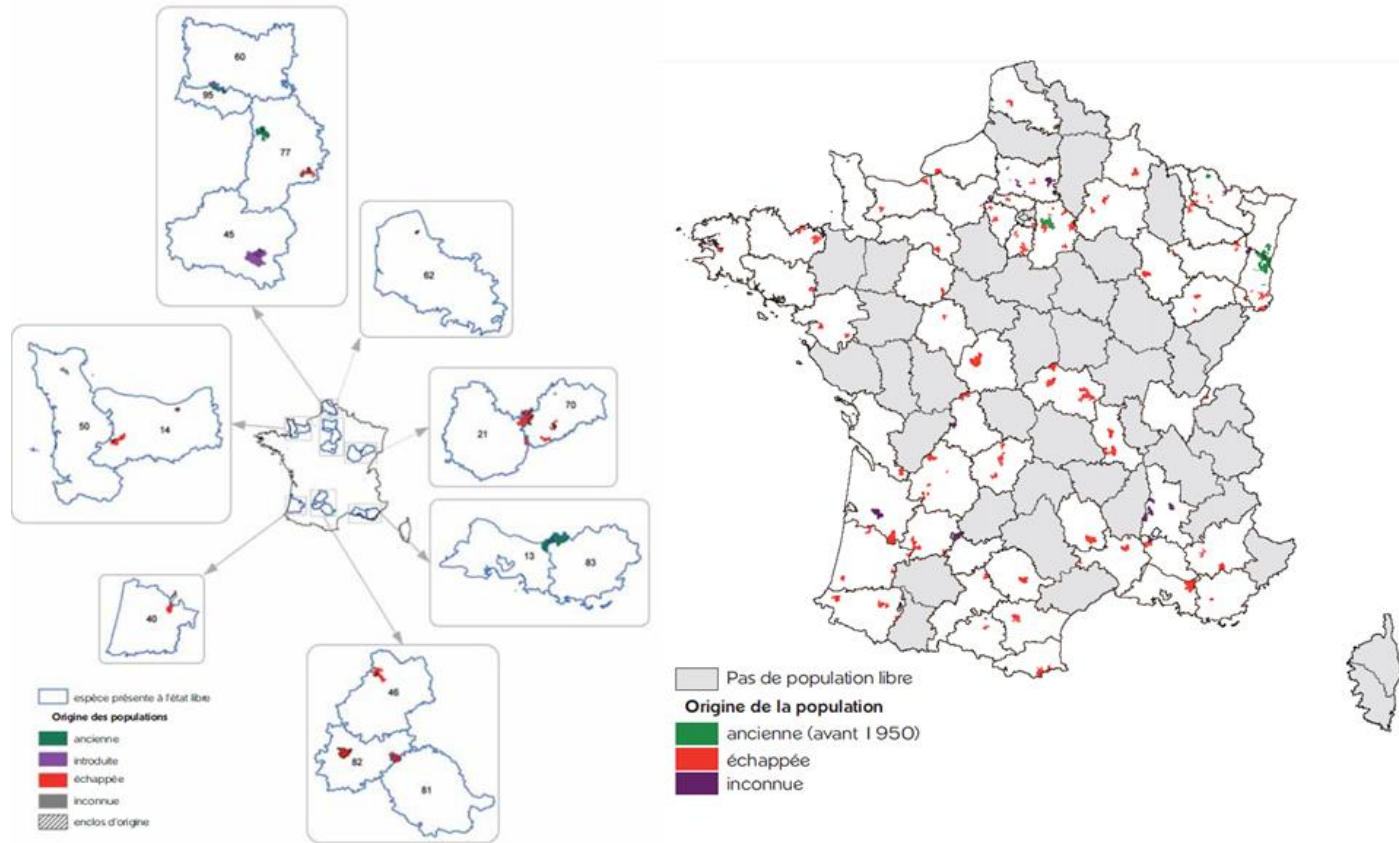 60
95
77
45
62
50
14
21
70
13
83
40
46
82
81
espèce présente à l'état libre
Origine des populations
ancienne
introduite
échappée
inconnue
enclos d'origine
Pas de population libre
Origine de la population
ancienne (avant 1950)
échappée
inconnue